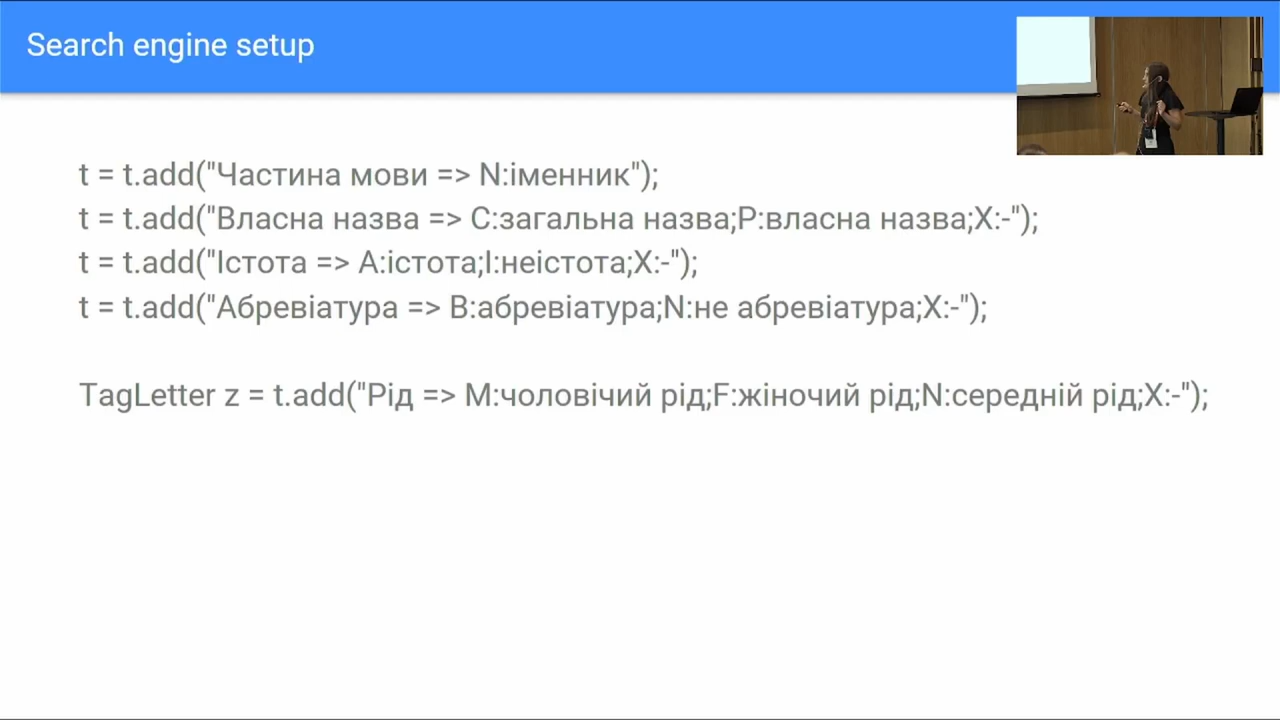 Search engine setup
t = t.add("Частина мови => N:іменник");
t = t.add("Власна назва => C:загальна назва;P:власна назва;X:-");
t = t.add("Істота => A:істота;I:неістота;X:-");
t = t.add("Абревіатура => B:абревіатура;N:не абревіатура;X:-");
TagLetter z = t.add("Рід => M:чоловічий рід;F:жіночий рід;N:середній рід;X:-");